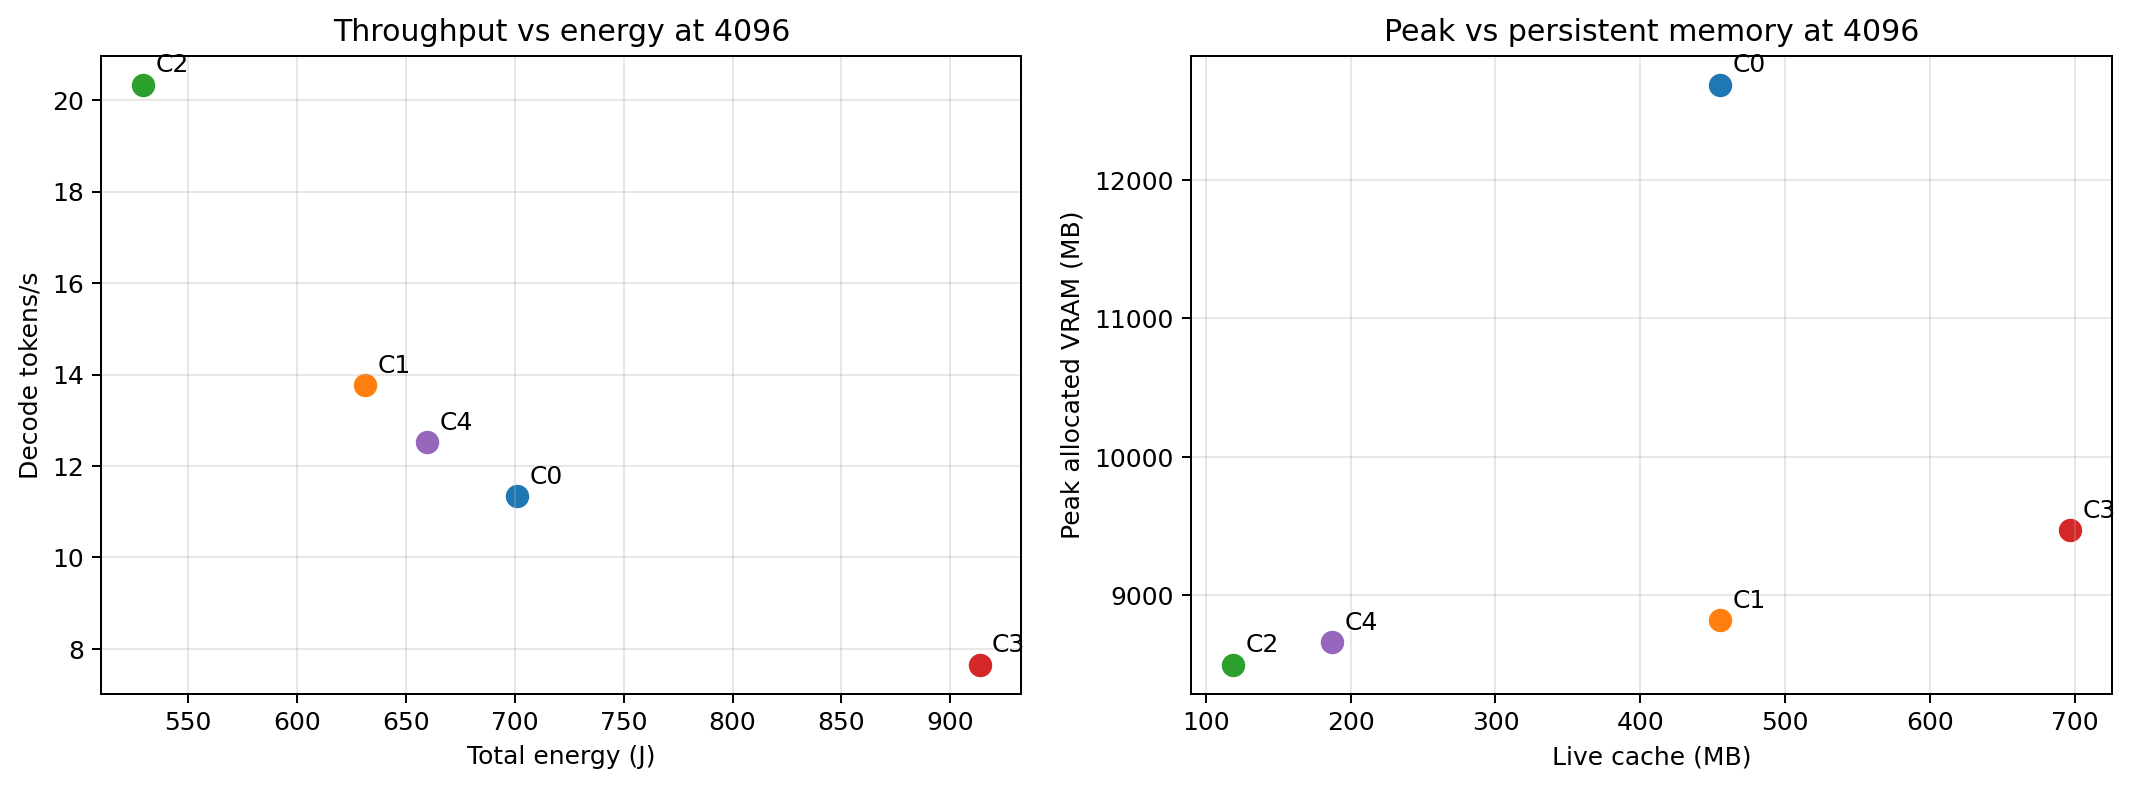 Throughput vs energy at 4096
Decode tokens/s
20
18
16
14
12
10
8
C2
C1
C4
C0
C3
550 600 650 700 750 800 850 900
Total energy (J)
Peak vs persistent memory at 4096
Peak allocated VRAM (MB)
12000
11000
10000
9000
C0
C3
C1
C4
C2
100 200 300 400 500 600 700
Live cache (MB)